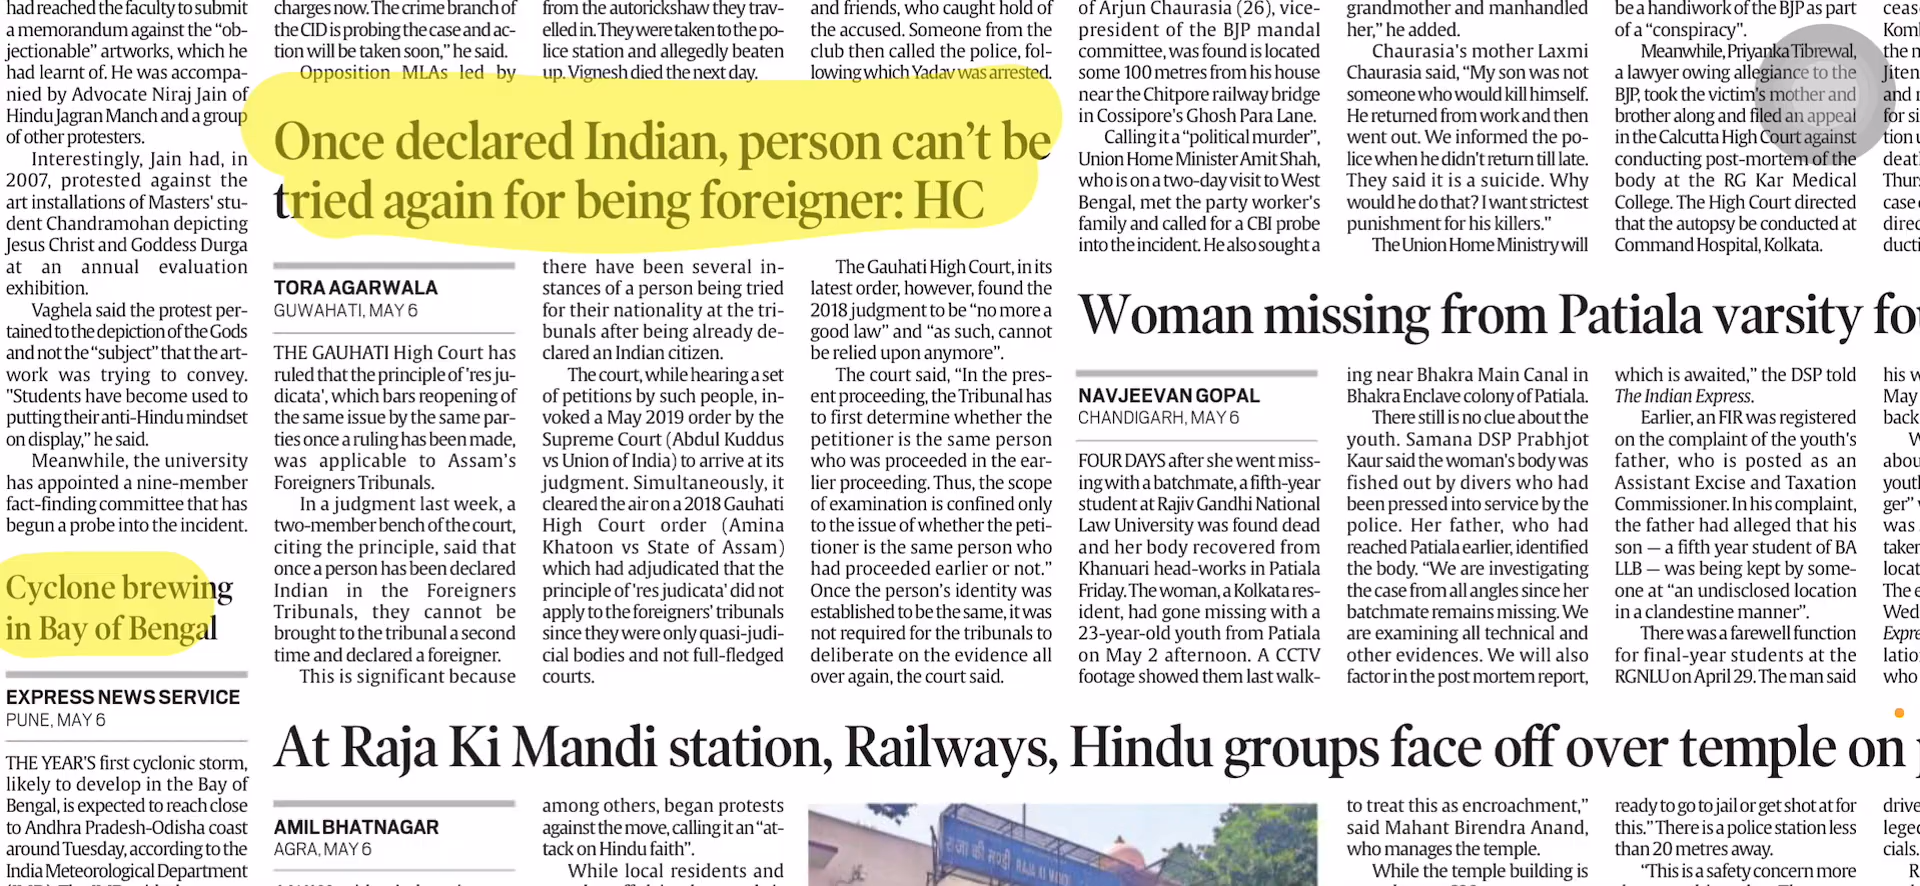 had reached the faculty to submit
a memorandum against the “ob-
jectionable” artworks, which he
had learnt of. He was accompa-
nied by Advocate Niraj Jain of
Hindu Jagran Manch and a group
of other protesters.
Interestingly, Jain had, in
2007, protested against the
art installations of Masters' stu-
dent Chandramohan depicting
Jesus Christ and Goddess Durga
at an annual evaluation
exhibition.
Vaghela said the protest per-
tained to the depiction of the Gods
and not the “subject” that the art-
work was trying to convey.
"Students have become used to
putting their anti-Hindu mindset
on display,” he said.
Meanwhile, the university
has appointed a nine-member
fact-finding committee that has
begun a probe into the incident.
Cyclone brewing
in Bay of Bengal
EXPRESS NEWS SERVICE
PUNE, MAY 6
THE YEAR'S first cyclonic storm,
likely to develop in the Bay of
Bengal, is expected to reach close
to Andhra Pradesh-Odisha coast
around Tuesday, according to the
India Meteorological Department
charges now. The crime branch of
the CID is probing the case and ac-
tion will be taken soon,” he said.
Opposition MLAs led by
from the autorickshaw they trav-
elled in. They were taken to the po-
lice station and allegedly beaten
up. Vignesh died the next day.
and friends, who caught hold of
the accused. Someone from the
club then called the police, fol-
lowing which Yadav was arrested.
Once declared Indian, person can’t be
tried again for being foreigner: HC
TORA AGARWALA
GUWAHATI, MAY 6
THE GAUHATI High Court has
ruled that the principle of 'res ju-
dicata', which bars reopening of
the same issue by the same par-
ties once a ruling has been made,
was applicable to Assam’s
Foreigners Tribunals.
In a judgment last week, a
two-member bench of the court,
citing the principle, said that
once a person has been declared
Indian in the Foreigners
Tribunals, they cannot be
brought to the tribunal a second
time and declared a foreigner.
This is significant because
there have been several in-
stances of a person being tried
for their nationality at the tri-
bunals after being already de-
clared an Indian citizen.
The court, while hearing a set
of petitions by such people, in-
voked a May 2019 order by the
Supreme Court (Abdul Kuddus
vs Union of India) to arrive at its
judgment. Simultaneously, it
cleared the air on a 2018 Gauhati
High Court order (Amina
Khatoon vs State of Assam)
which had adjudicated that the
principle of 'res judicata' did not
apply to the foreigners’ tribunals
since they were only quasi-judi-
cial bodies and not full-fledged
courts.
The Gauhati High Court, in its
latest order, however, found the
2018 judgment to be “no more a
good law” and “as such, cannot
be relied upon anymore”.
The court said, “In the pres-
ent proceeding, the Tribunal has
to first determine whether the
petitioner is the same person
who was proceeded in the ear-
lier proceeding. Thus, the scope
of examination is confined only
to the issue of whether the peti-
tioner is the same person who
had proceeded earlier or not.”
Once the person’s identity was
established to be the same, it was
not required for the tribunals to
deliberate on the evidence all
over again, the court said.
of Arjun Chaurasia (26), vice-
president of the BJP mandal
committee, was found is located
some 100 metres from his house
near the Chitpore railway bridge
in Cossipore's Ghosh Para Lane.
Calling it a “political murder”,
Union Home Minister Amit Shah,
who is on a two-day visit to West
Bengal, met the party worker's
family and called for a CBI probe
into the incident. He also sought a
grandmother and manhandled
her,” he added.
Chaurasia's mother Laxmi
Chaurasia said, “My son was not
someone who would kill himself.
He returned from work and then
went out. We informed the po-
lice when he didn't return till late.
They said it is a suicide. Why
would he do that? I want strictest
punishment for his killers."
The Union Home Ministry will
be a handiwork of the BJP as part
of a “conspiracy”.
Meanwhile, Priyanka Tibrewal,
a lawyer owing allegiance to the
BJP, took the victim's mother and
brother along and filed an appeal
in the Calcutta High Court against
conducting post-mortem of the
body at the RG Kar Medical
College. The High Court directed
that the autopsy be conducted at
Command Hospital, Kolkata.
Woman missing from Patiala varsity
NAVJEEVAN GOPAL
CHANDIGARH, MAY 6
FOUR DAYS after she went miss-
ing with a batchmate, a fifth-year
student at Rajiv Gandhi National
Law University was found dead
and her body recovered from
Khanuari head-works in Patiala
Friday. The woman, a Kolkata res-
ident, had gone missing with a
23-year-old youth from Patiala
on May 2 afternoon. A CCTV
footage showed them last walk-
ing near Bhakra Main Canal in
Bhakra Enclave colony of Patiala.
There still is no clue about the
youth. Samana DSP Prabhjot
Kaur said the woman's body was
fished out by divers who had
been pressed into service by the
police. Her father, who had
reached Patiala earlier, identified
the body. “We are investigating
the case from all angles since her
batchmate remains missing. We
are examining all technical and
other evidences. We will also
factor in the post mortem report,
which is awaited,” the DSP told
The Indian Express.
Earlier, an FIR was registered
on the complaint of the youth's
father, who is posted as an
Assistant Excise and Taxation
Commissioner. In his complaint,
the father had alleged that his
son — a fifth year student of BA
LLB — was being kept by some-
one at “an undisclosed location
in a clandestine manner”.
There was a farewell function
for final-year students at the
RGNLU on April 29. The man said
At Raja Ki Mandi station, Railways, Hindu groups face off over temple on
AMIL BHATNAGAR
AGRA, MAY 6
among others, began protests
against the move, calling it an “at-
tack on Hindu faith”.
While local residents and
राजा की मण्डी RAJA KI MANDI
to treat this as encroachment,”
said Mahant Birendra Anand,
who manages the temple.
While the temple building is
ready to go to jail or get shot at for
this.” There is a police station less
than 20 metres away.
“This is a safety concern more